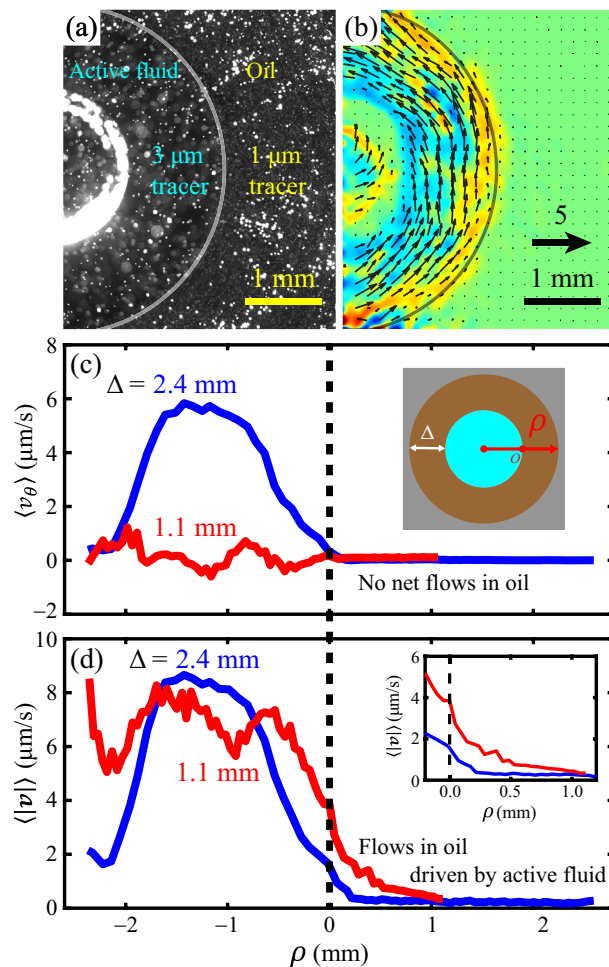 (a)
Active fluid
Oil
3 μm
tracer
1 μm
tracer
1 mm
(b)
5
1 mm
(c)
Δ = 2.4 mm
1.1 mm
Δ
ρ
o
No net flows in oil
⟨vθ⟩ (μm/s)
8
6
4
2
0
−2
(d)
Δ = 2.4 mm
1.1 mm
Flows in oil
driven by active fluid
⟨|v|⟩ (μm/s)
10
8
6
4
2
0
⟨|v|⟩ (μm/s)
6
4
2
0
0.0 0.5 1.0
ρ (mm)
−2 −1 0 1 2
ρ (mm)